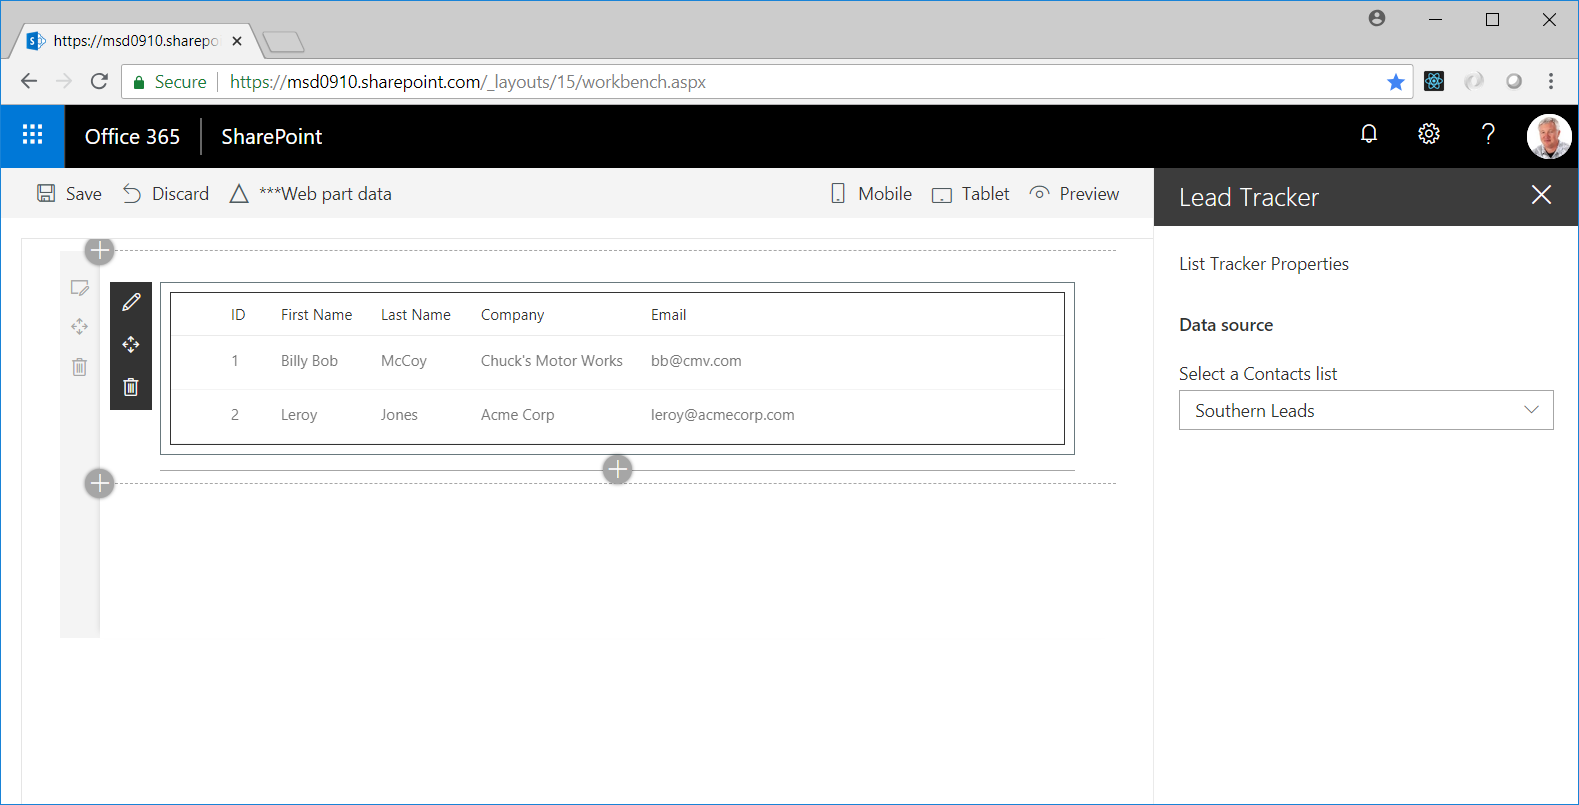 https://msd0910.sharepo
Secure https://msd0910.sharepoint.com/_layouts/15/workbench.aspx
Office 365 SharePoint
Save Discard ***Web part data Mobile Tablet Preview
Lead Tracker
List Tracker Properties
Data source
Select a Contacts list
Southern Leads
ID First Name Last Name Company Email
1 Billy Bob McCoy Chuck's Motor Works bb@cmv.com
2 Leroy Jones Acme Corp leroy@acmecorp.com